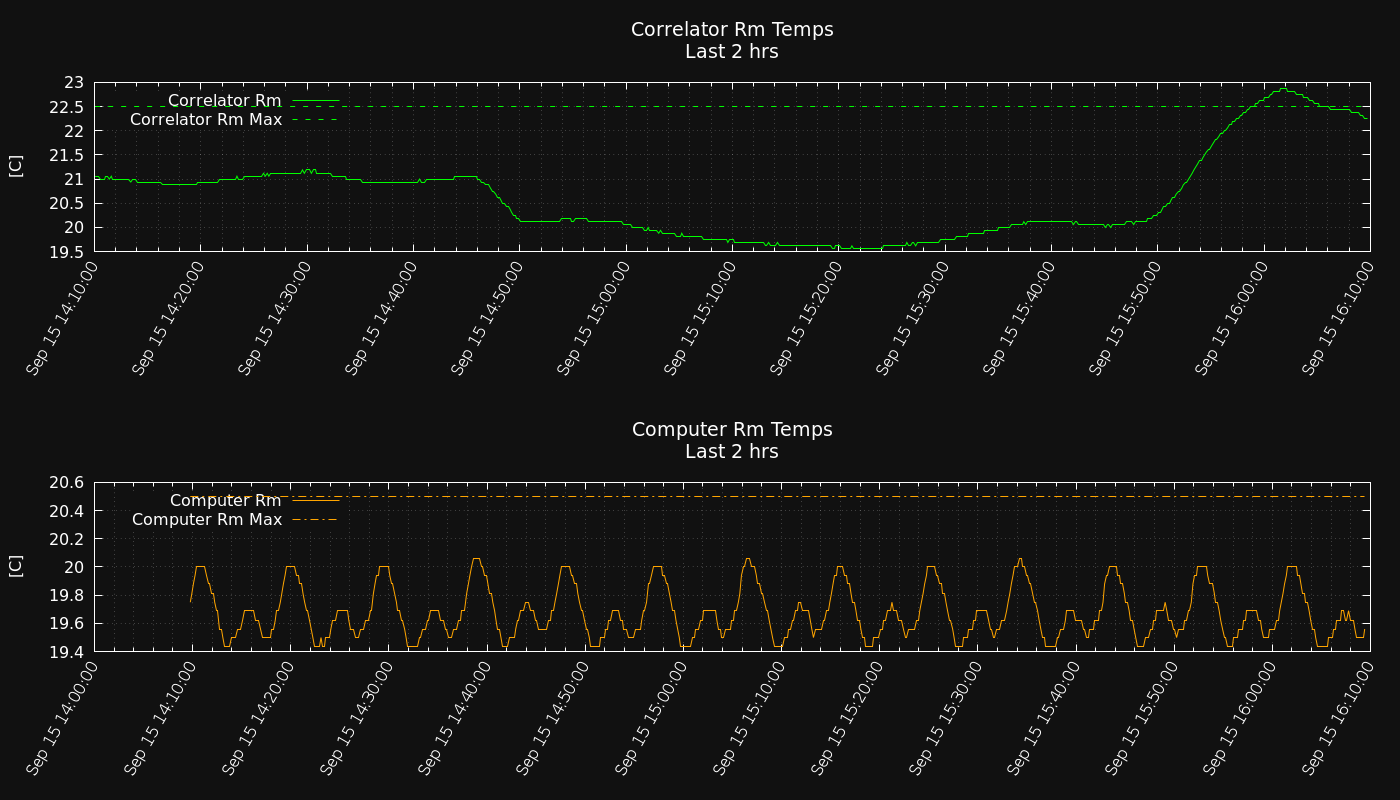 Correlator Rm Temps
Last 2 hrs
23
22.5
22
21.5
21
20.5
20
19.5
[C]
Correlator Rm
Correlator Rm Max
Sep 15 14:10:00
Sep 15 14:20:00
Sep 15 14:30:00
Sep 15 14:40:00
Sep 15 14:50:00
Sep 15 15:00:00
Sep 15 15:10:00
Sep 15 15:20:00
Sep 15 15:30:00
Sep 15 15:40:00
Sep 15 15:50:00
Sep 15 16:00:00
Sep 15 16:10:00
Computer Rm Temps
Last 2 hrs
20.6
20.4
20.2
20
19.8
19.6
19.4
[C]
Computer Rm
Computer Rm Max
Sep 15 14:00:00
Sep 15 14:10:00
Sep 15 14:20:00
Sep 15 14:30:00
Sep 15 14:40:00
Sep 15 14:50:00
Sep 15 15:00:00
Sep 15 15:10:00
Sep 15 15:20:00
Sep 15 15:30:00
Sep 15 15:40:00
Sep 15 15:50:00
Sep 15 16:00:00
Sep 15 16:10:00